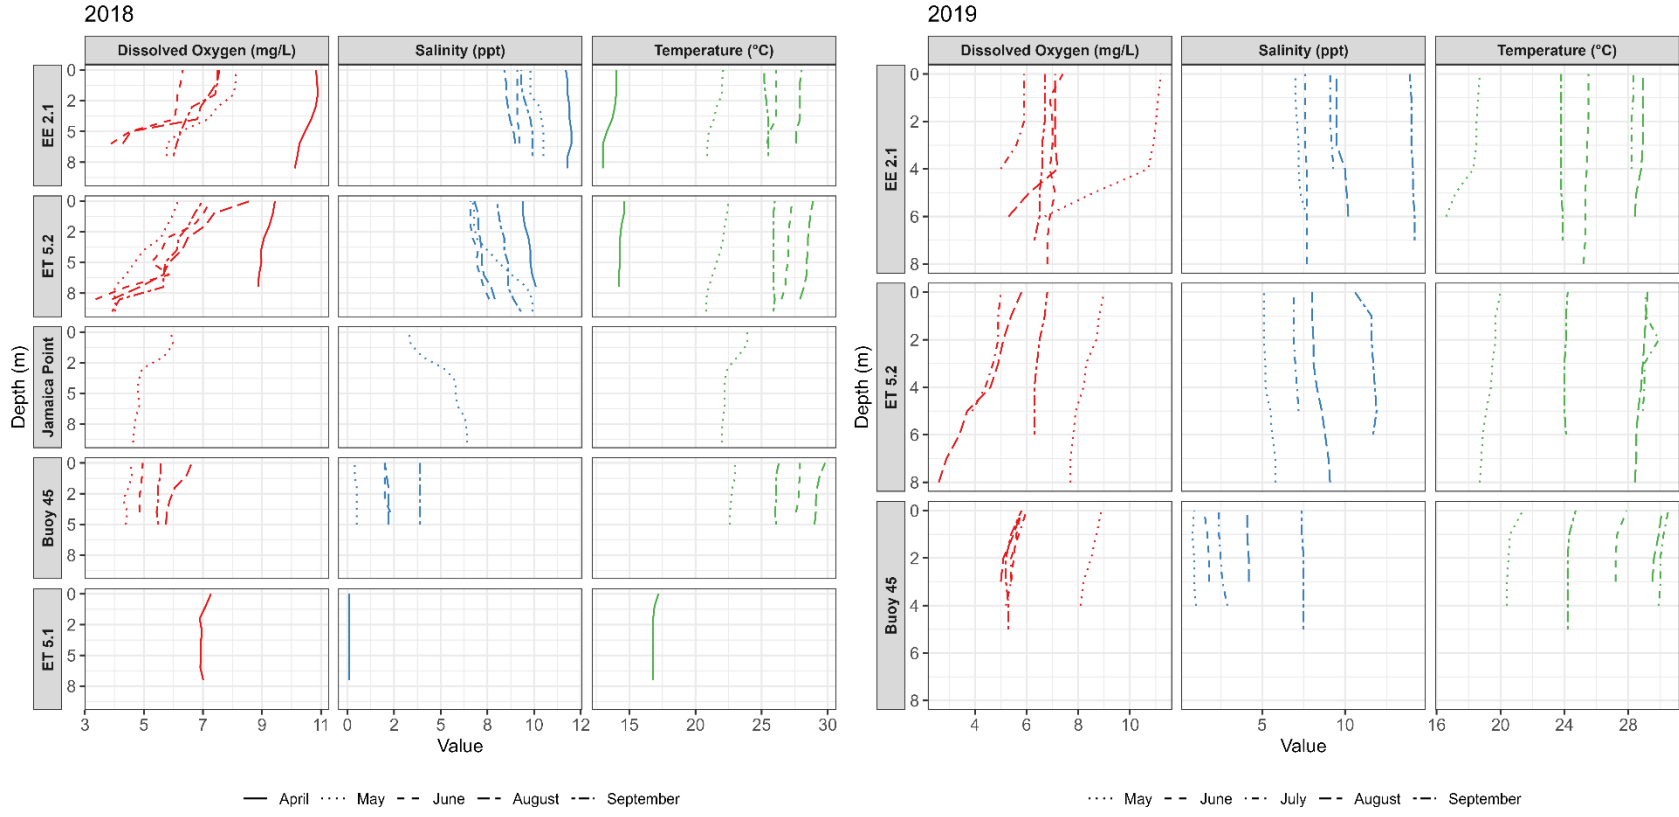 2018
Dissolved Oxygen (mg/L) Salinity (ppt) Temperature (°C)
Depth (m)
EE 2.1
0
2
5
8
ET 5.2
0
2
5
8
Jamaica Point
0
2
5
8
Buoy 45
0
2
5
8
ET 5.1
0
2
5
8
3 5 7 9 11 0 2 5 8 10 12 15 20 25 30
Value
April May June August September
2019
Dissolved Oxygen (mg/L) Salinity (ppt) Temperature (°C)
Depth (m)
EE 2.1
0
2
4
6
8
ET 5.2
0
2
4
6
8
Buoy 45
0
2
4
6
8
4 6 8 10 5 10 16 20 24 28
Value
May June July August September